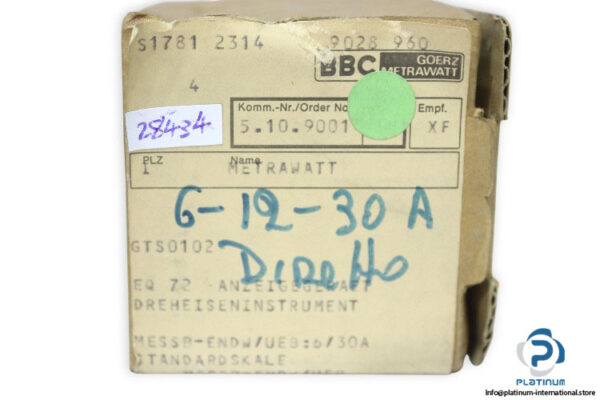 S1781 2314 9028 960
BBC GOERZ
METRAWATT
4
Komm.-Nr./Order No Empf.
28434
5.10.9001 XF
PLZ Name
1 METRAWATT
6-12-30 A
GTS0102
Diretto
EQ 72 ANZEIGEGERAET
DREHEISENINSTRUMENT
MESSB-ENDW/UEB:6/30A
STANDARDSKALE
PLATINUM
info@platinum-international.store